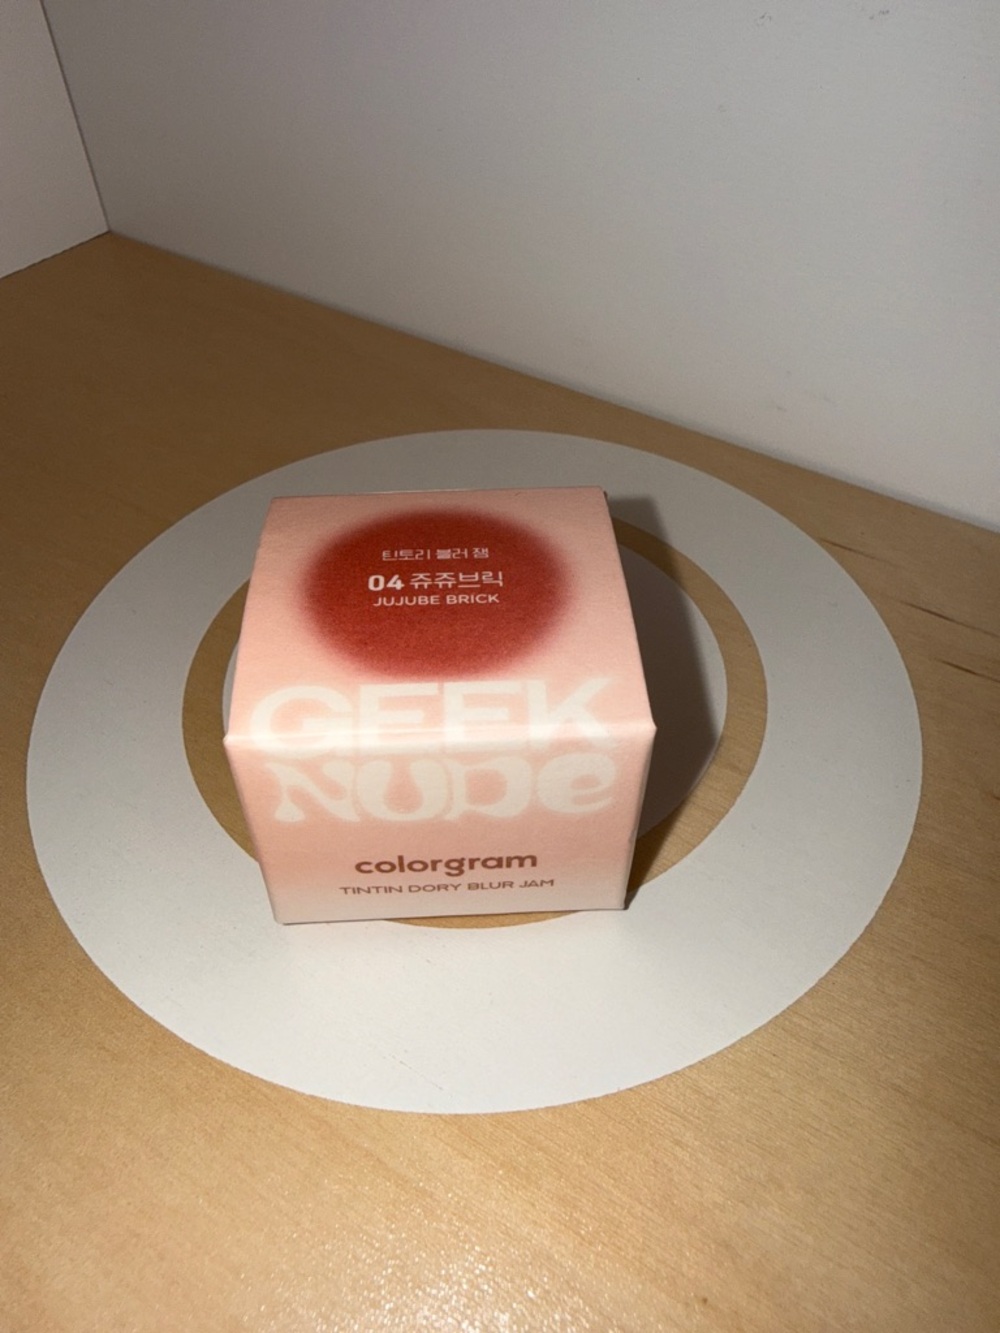 틴토리 블러 잼
04 쥬쥬브릭
JUJUBE BRICK
GEEK
NUDe
colorgram
TINTIN DORY BLUR JAM